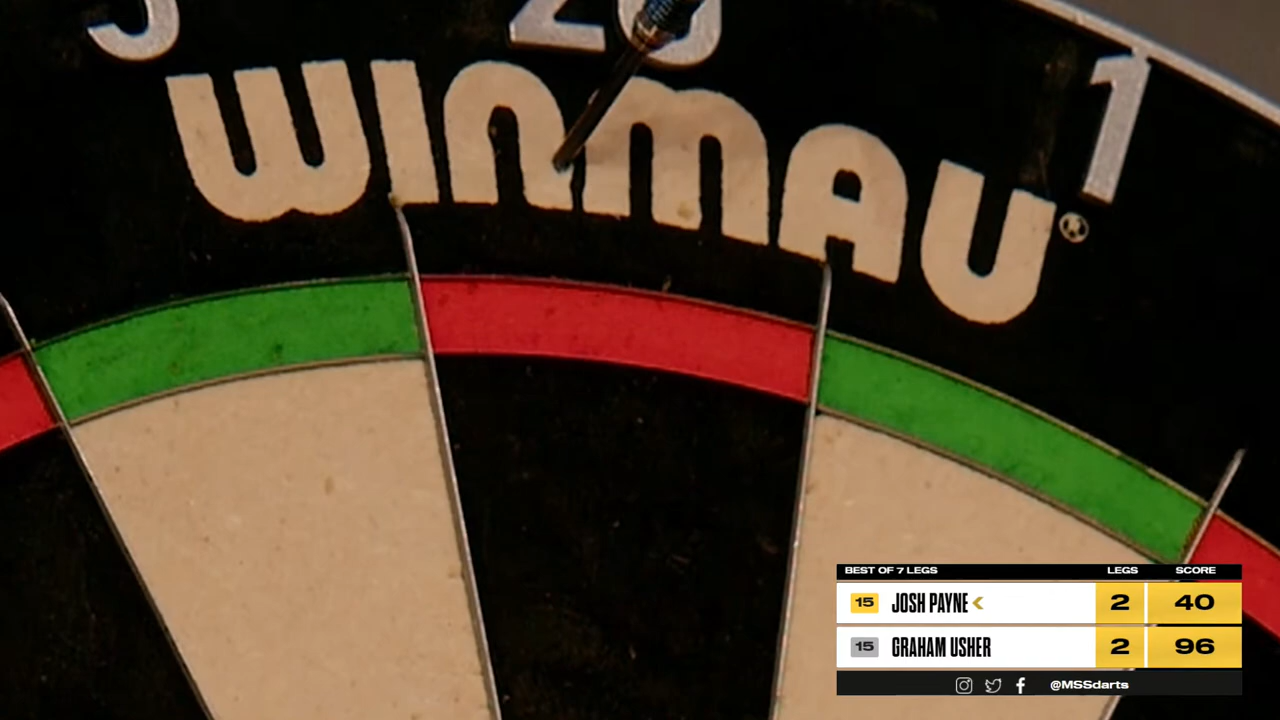 5 20 1
WINMAU®
BEST OF 7 LEGS LEGS SCORE
15 JOSH PAYNE 2 40
15 GRAHAM USHER 2 96
@MSSdarts